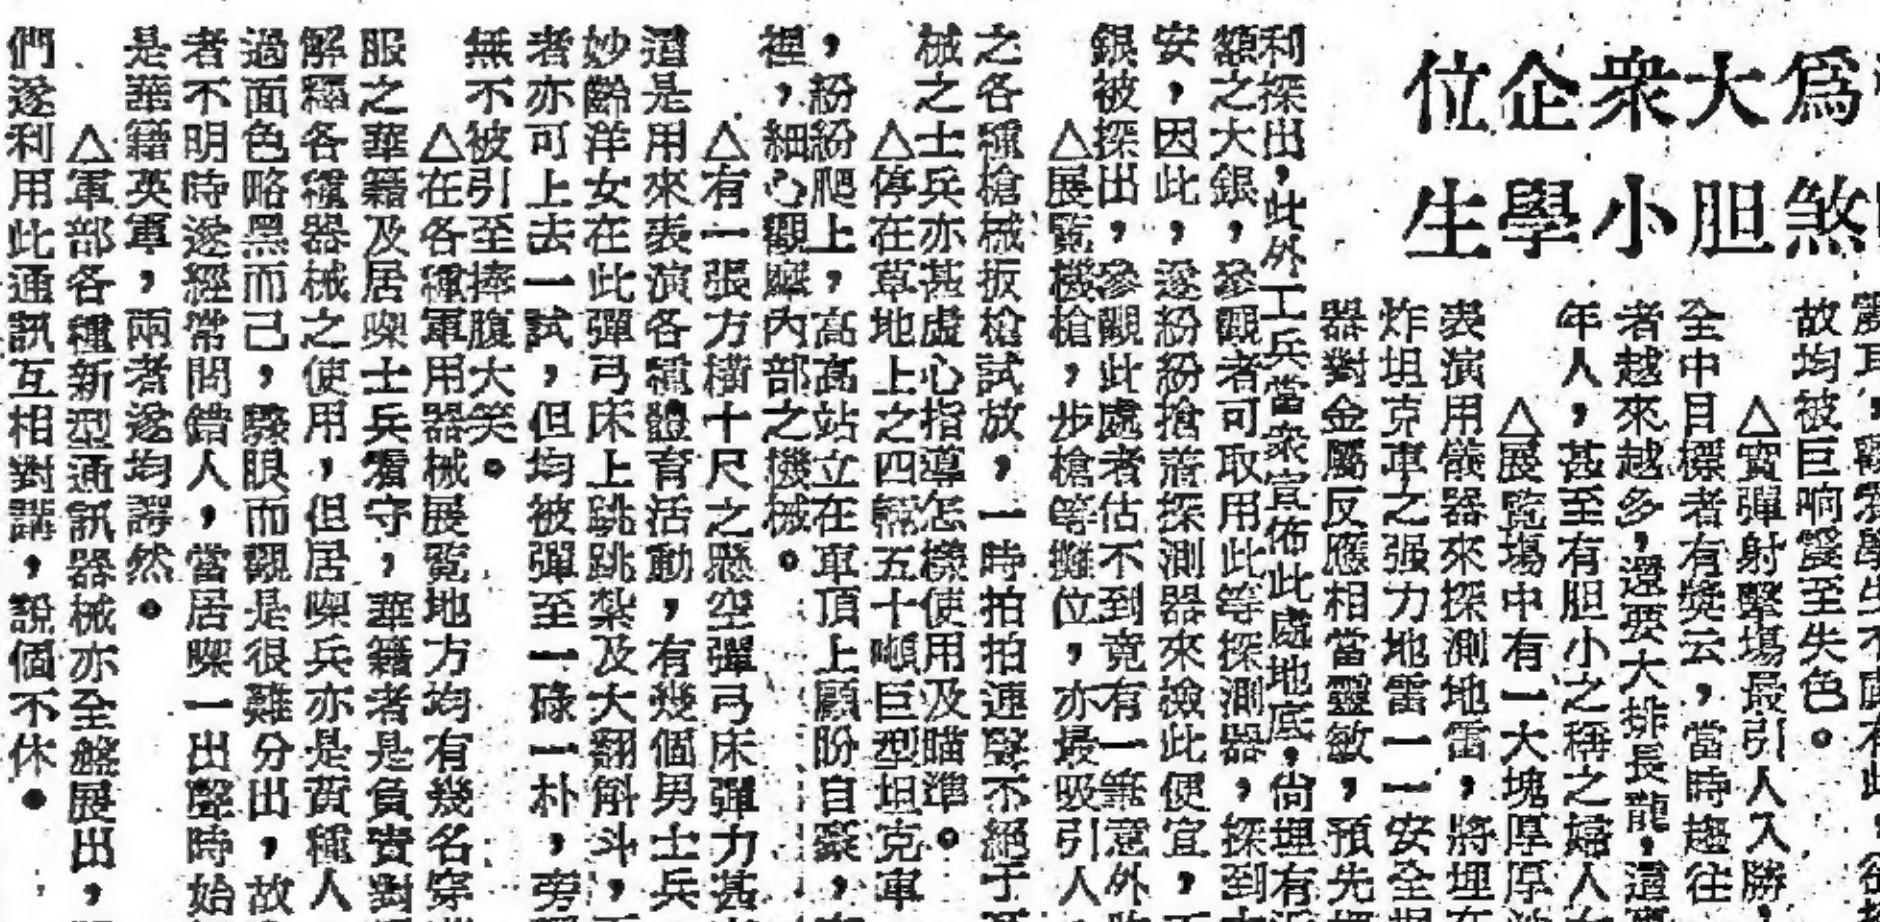 爲大衆企位
煞胆小學生
故均被巨响震至失色。
△實彈射擊場最引人入勝,
全中目標者有獎云,當時趨往
者越來越多,還要大排長龍,還要
年人,甚至有胆小之稱之婦人
△展覽場中有一大塊厚厚
表演用儀器來探測地雷,將埋在
炸坦克車之强力地雷一一安全
器對金屬反應相當靈敏,預先
利探出,此外工兵當衆宣佈此處地底,尙埋有
額之大銀,參觀者可取用此等探測器,探到
安,因此,遂紛紛搶着探測器來檢此便宜,
銀被探出,參觀此處者估不到竟有一筆意外
△展覽機槍,步槍等攤位,亦最吸引人
之各種槍械扳槍試放,一時拍拍連聲不絕于
械之士兵亦甚虛心指導怎樣使用及瞄準。
△停在草地上之四輛五十噸巨型坦克車
,紛紛爬上,高高站立在車頂上顧盼自豪,
裡,細心觀察內部之機械。
△有一張方橫十尺之懸空彈弓床彈力甚
這是用來表演各種體育活動,有幾個男士兵
妙齡洋女在此彈弓床上跳跳紮及大翻斛斗,
者亦可上去一試,但均被彈至一碌一朴,旁
無不被引至捧腹大笑。
△在各種軍用器械展覽地方均有幾名穿
服之華籍及居喫士兵看守,華籍者是負責對
解釋各種器械之使用,但居喫兵亦是黃種人
過面色略黑而己,驟眼而觀是很難分出,故
者不明時遂經常問錯人,當居喫一出聲時始
是華籍英軍,兩者遂均諤然。
△軍部各種新型通訊器械亦全盤展出,
們遂利用此通訊互相對講,說個不休。